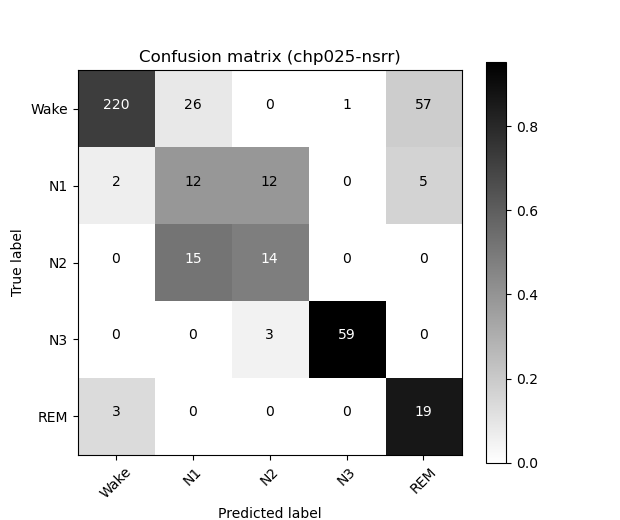 Confusion matrix (chp025-nsrr)
Wake 220 26 0 1 57
N1 2 12 12 0 5
N2 0 15 14 0 0
N3 0 0 3 59 0
REM 3 0 0 0 19
Wake N1 N2 N3 REM
True label
Predicted label
0.8
0.6
0.4
0.2
0.0